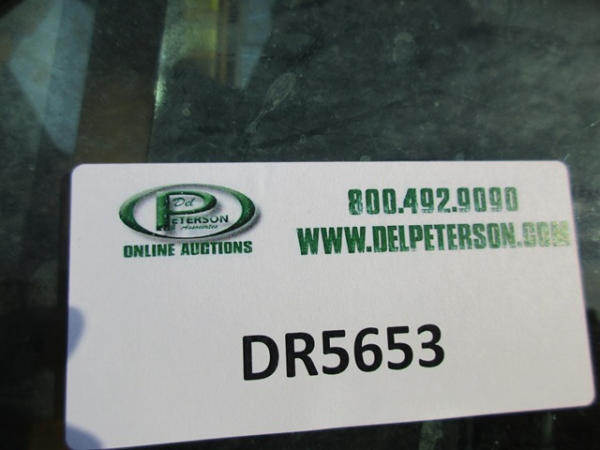 Del
PETERSON
Associates
ONLINE AUCTIONS
800.492.9090
WWW.DELPETERSON.COM
DR5653